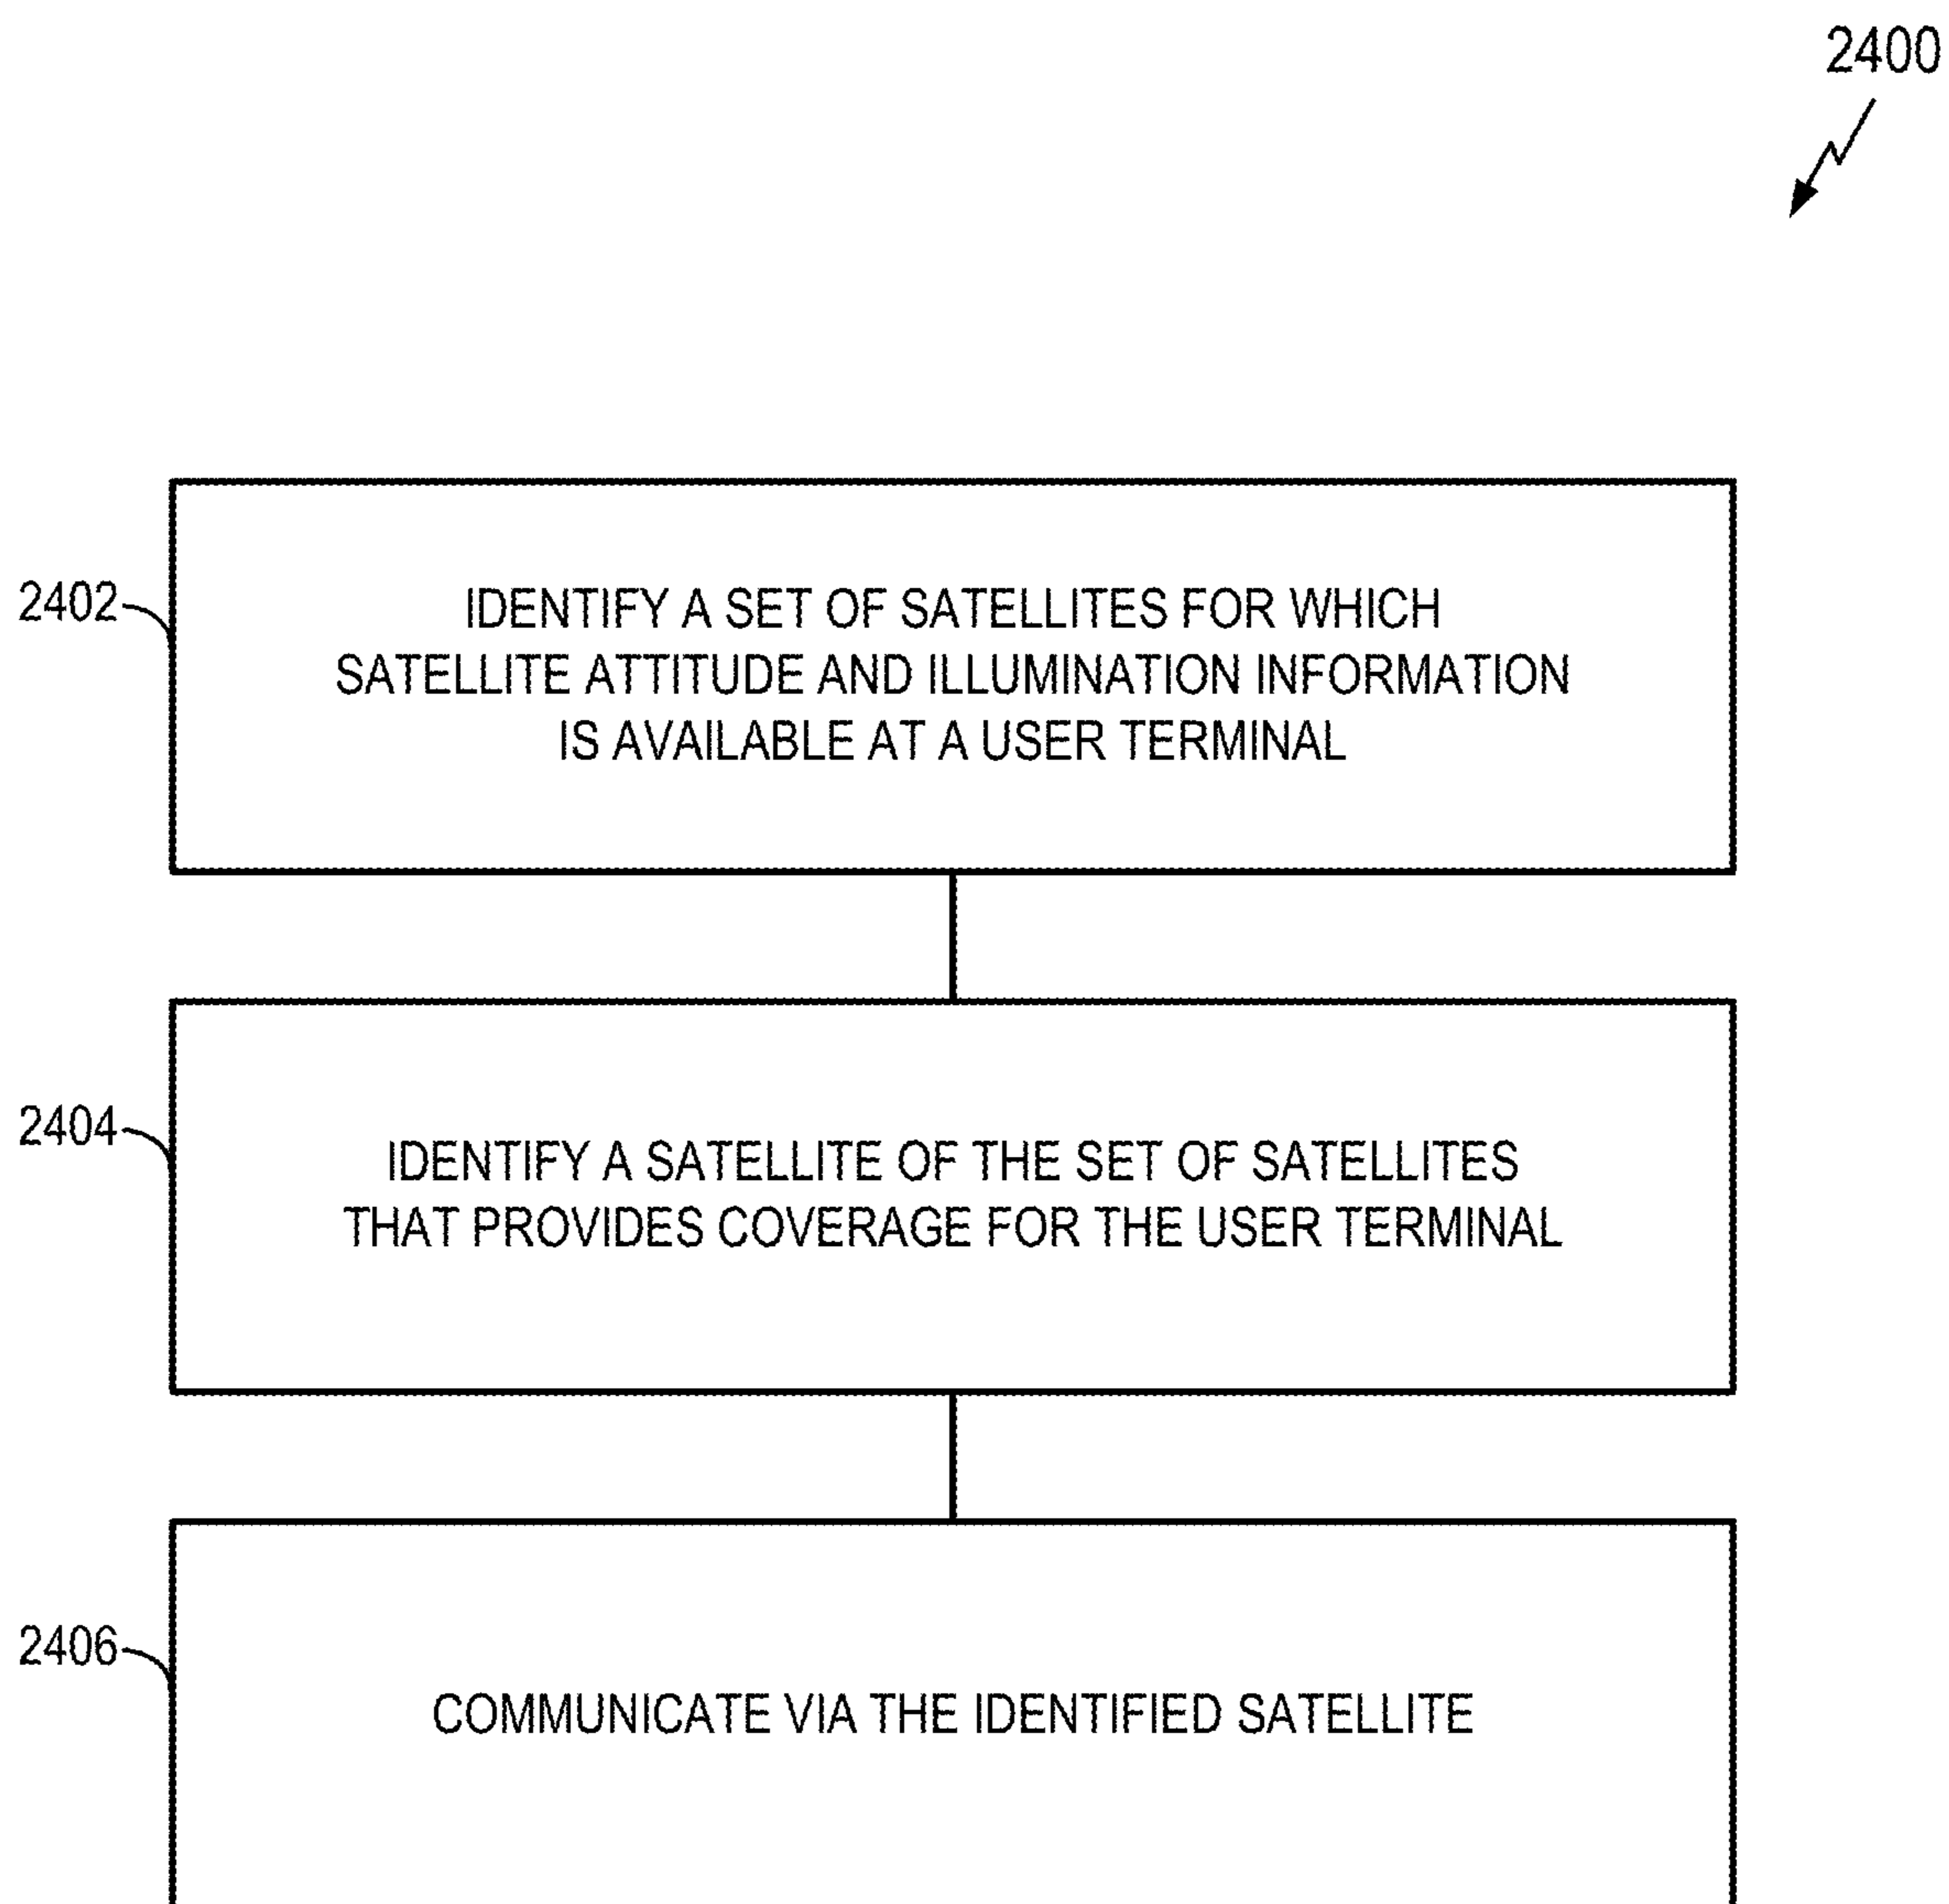 2400
2402
IDENTIFY A SET OF SATELLITES FOR WHICH
SATELLITE ATTITUDE AND ILLUMINATION INFORMATION
IS AVAILABLE AT A USER TERMINAL
2404
IDENTIFY A SATELLITE OF THE SET OF SATELLITES
THAT PROVIDES COVERAGE FOR THE USER TERMINAL
2406
COMMUNICATE VIA THE IDENTIFIED SATELLITE